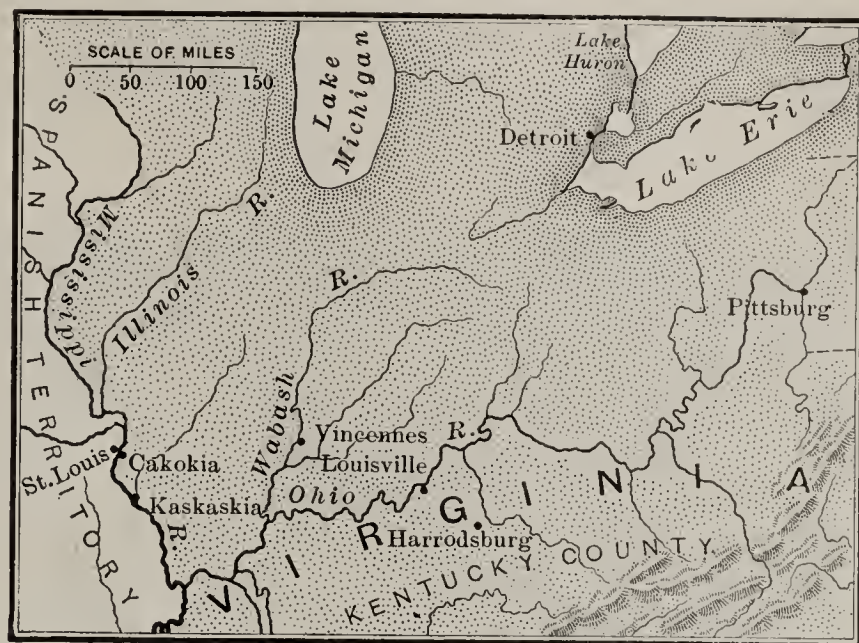 SCALE OF MILES
0 50 100 150
Lake Michigan
Lake
Huron
Detroit
Lake Erie
SPANISH TERRITORY
Mississippi
R.
Illinois
R.
Wabash
R.
Pittsburg
Vincennes
Louisville
Ohio
R.
St. Louis
Cakokia
Kaskaskia
Harrodsburg
VIRGINIA
KENTUCKY COUNTY